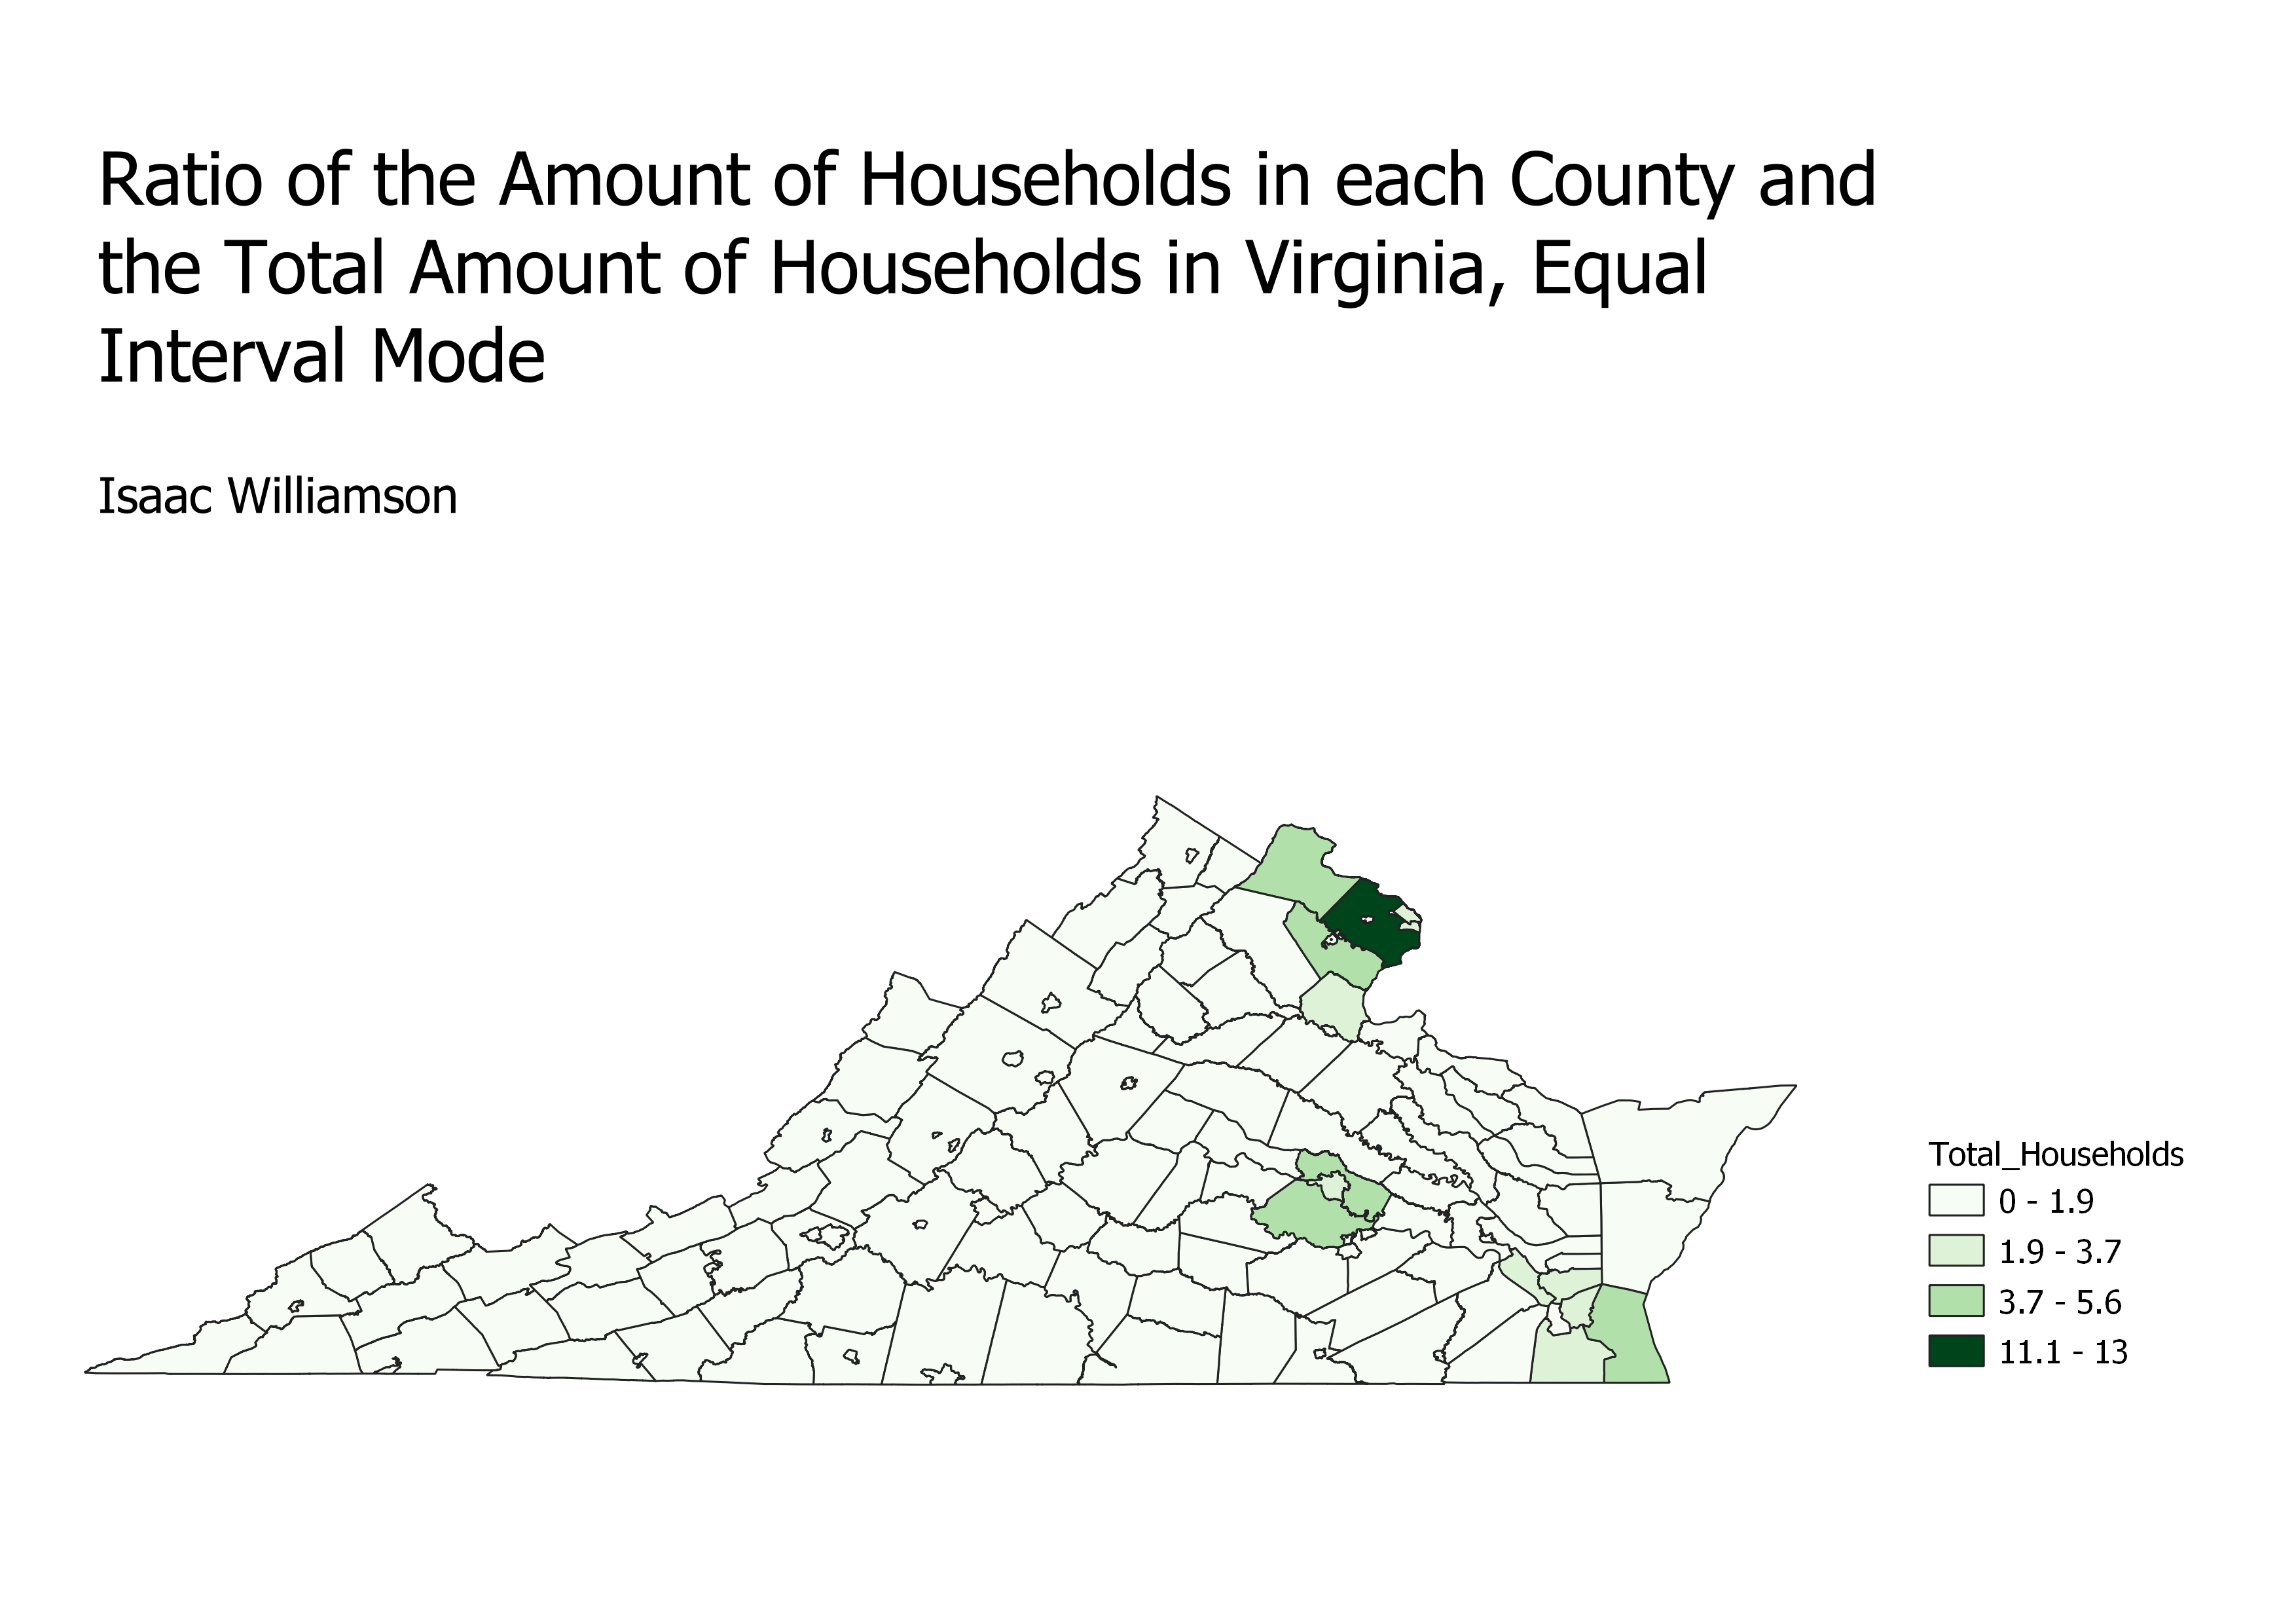 Ratio of the Amount of Households in each County and
the Total Amount of Households in Virginia, Equal
Interval Mode
Isaac Williamson
Total_Households
0 - 1.9
1.9 - 3.7
3.7 - 5.6
11.1 - 13